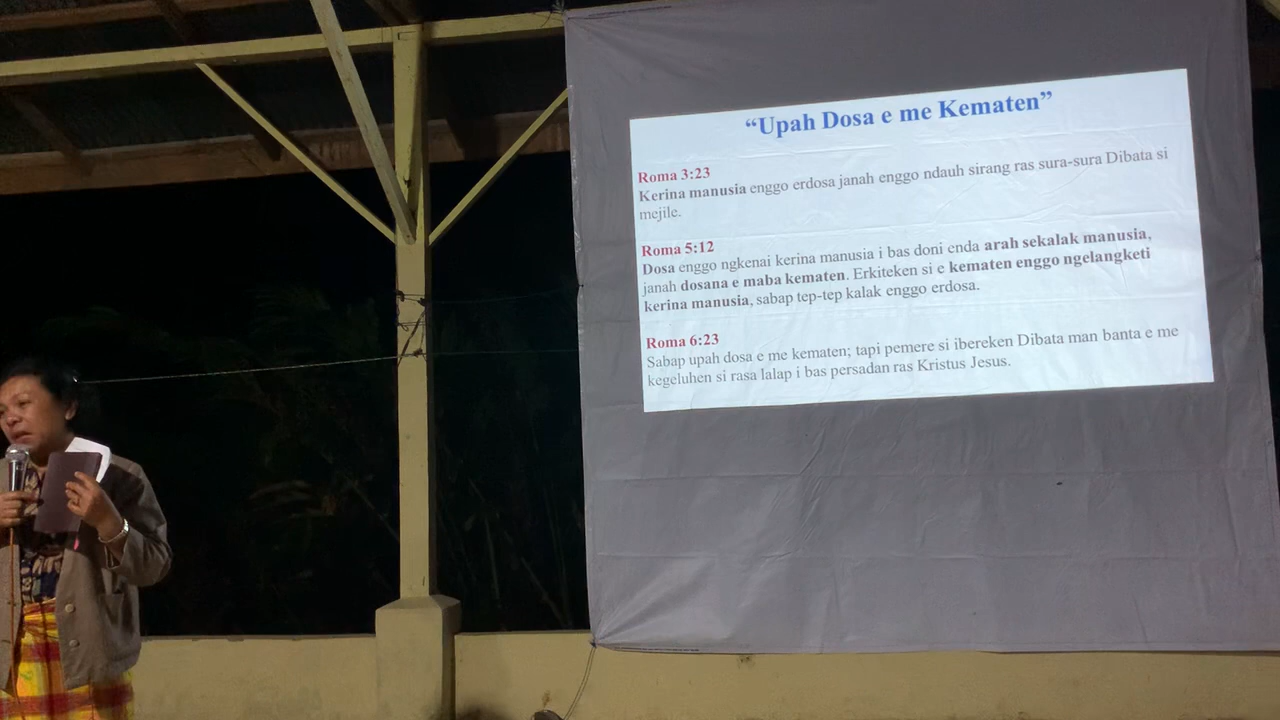 “Upah Dosa e me Kematen”
Roma 3:23
Kerina manusia enggo erdosa janah enggo ndauh sirang ras sura-sura Dibata si
mejile.
Roma 5:12
Dosa enggo ngkenai kerina manusia i bas doni enda arah sekalak manusia,
janah dosana e maba kematen. Erkiteken si e kematen enggo ngelangketi
kerina manusia, sabap tep-tep kalak enggo erdosa.
Roma 6:23
Sabap upah dosa e me kematen; tapi pemere si ibereken Dibata man banta e me
kegeluhen si rasa lalap i bas persadan ras Kristus Jesus.